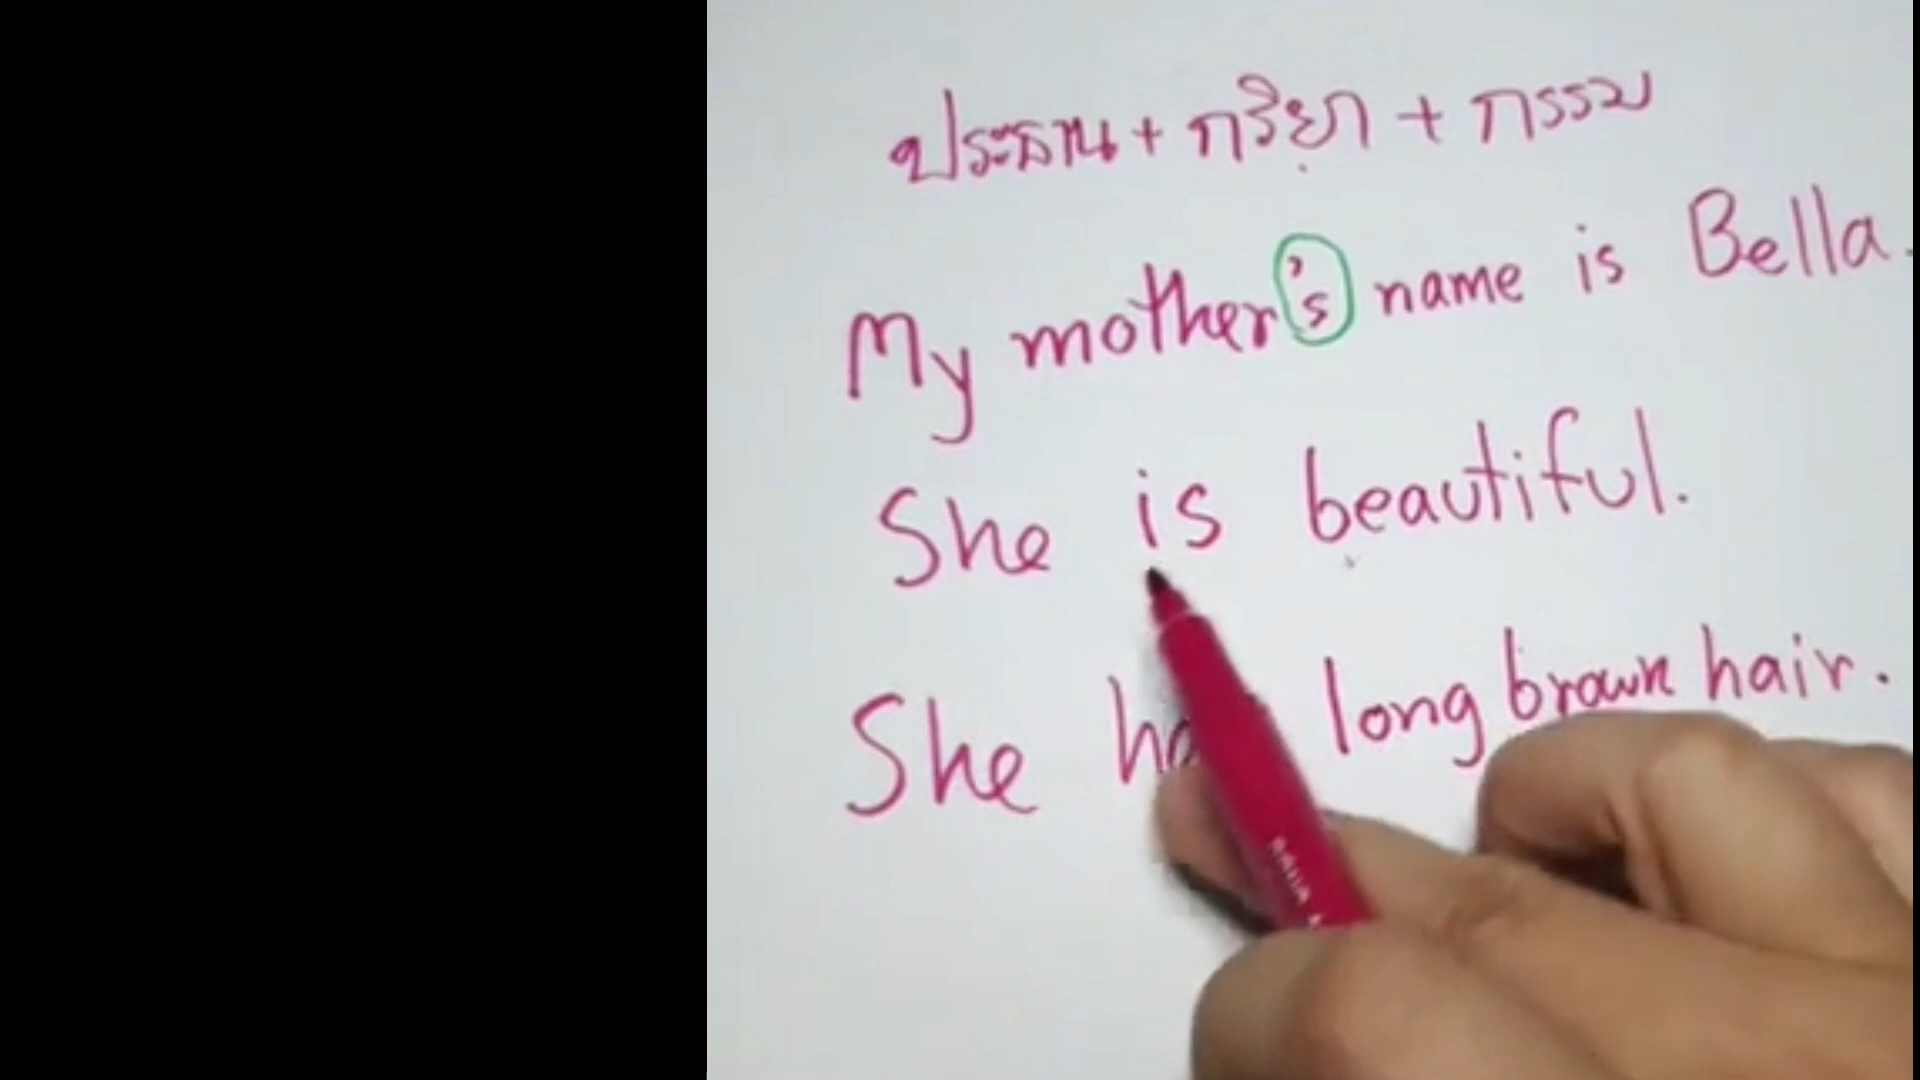 ประธาน + กริยา + กรรม
My mother's name is Bella.
She is beautiful.
She long brown hair.